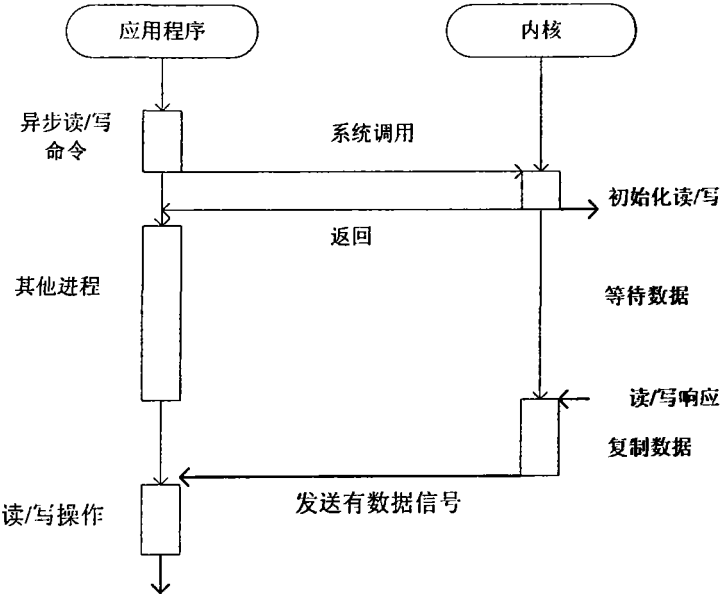 应用程序
内核
异步读/写
命令
系统调用
初始化读/写
返回
其他进程
等待数据
读/写响应
复制数据
发送有数据信号
读/写操作